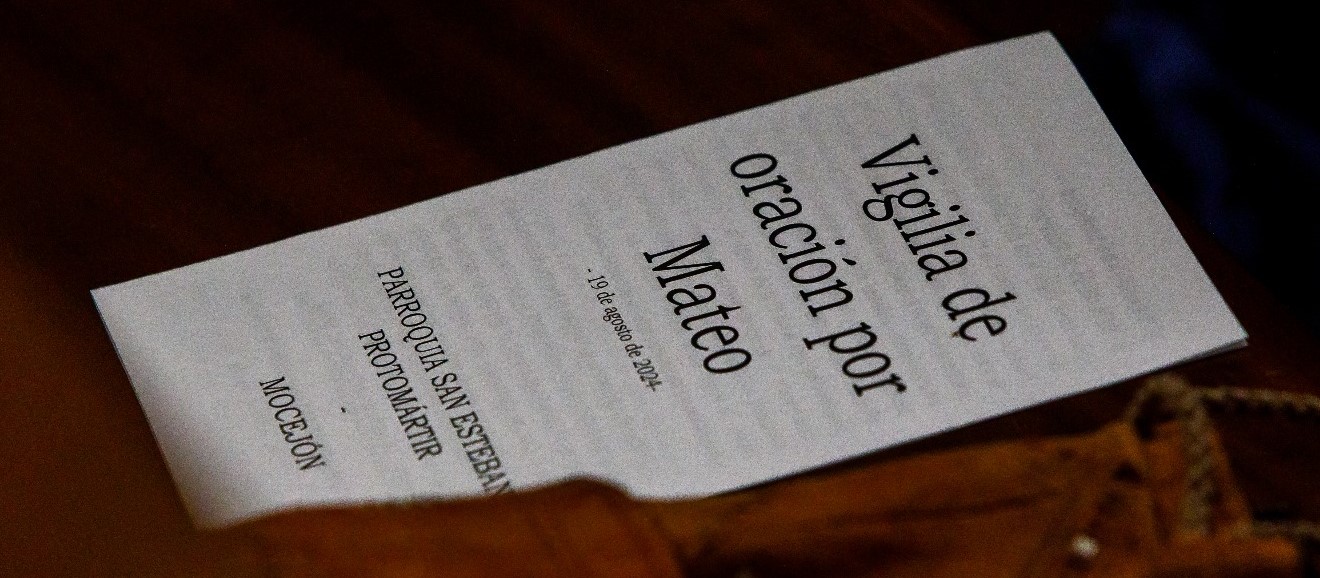 Vigilia de
oración por
Mateo
- 19 de agosto de 2024-
PARROQUIA SAN ESTEBAN
PROTOMÁRTIR
-
MOCEJÓN